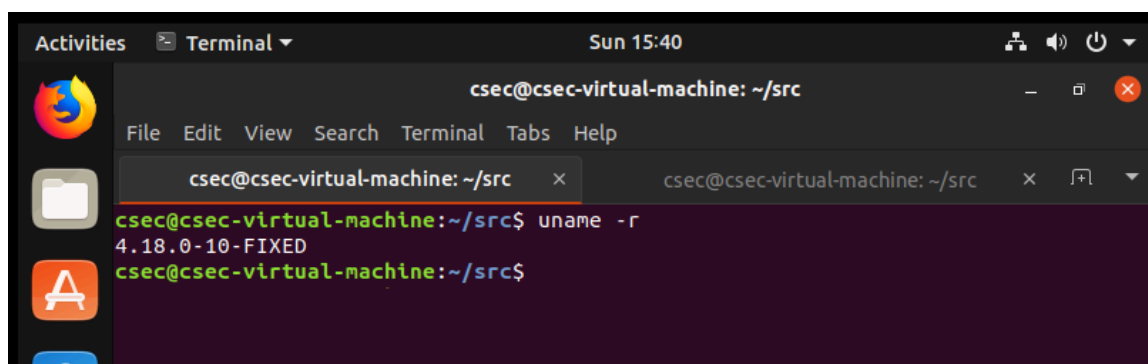 Activities Terminal Sun 15:40
csec@csec-virtual-machine: ~/src
File Edit View Search Terminal Tabs Help
csec@csec-virtual-machine: ~/src csec@csec-virtual-machine: ~/src
csec@csec-virtual-machine:~/src$ uname -r
4.18.0-10-FIXED
csec@csec-virtual-machine:~/src$